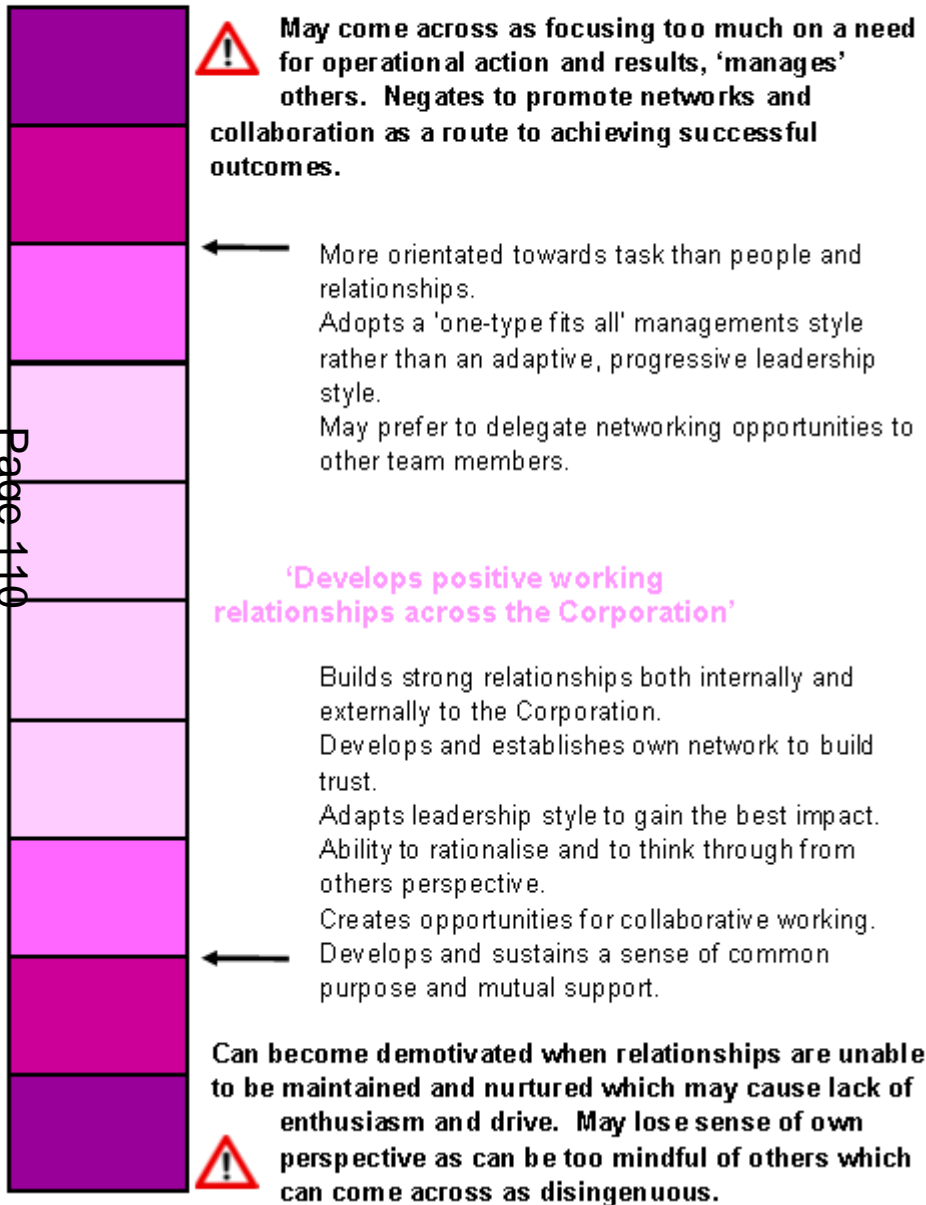 May come across as focusing too much on a need
for operational action and results, ‘manages’
others.  Negates to promote networks and
collaboration as a route to achieving successful
outcomes.
More orientated towards task than people and
relationships.
Adopts a 'one-type fits all' managements style
rather than an adaptive, progressive leadership
style.
May prefer to delegate networking opportunities to
other team members.
Page 110
‘Develops positive working
relationships across the Corporation’
Builds strong relationships both internally and
externally to the Corporation.
Develops and establishes own network to build
trust.
Adapts leadership style to gain the best impact.
Ability to rationalise and to think through from
others perspective.
Creates opportunities for collaborative working.
Develops and sustains a sense of common
purpose and mutual support.
Can become demotivated when relationships are unable
to be maintained and nurtured which may cause lack of
enthusiasm and drive.  May lose sense of own
perspective as can be too mindful of others which
can come across as disingenuous.